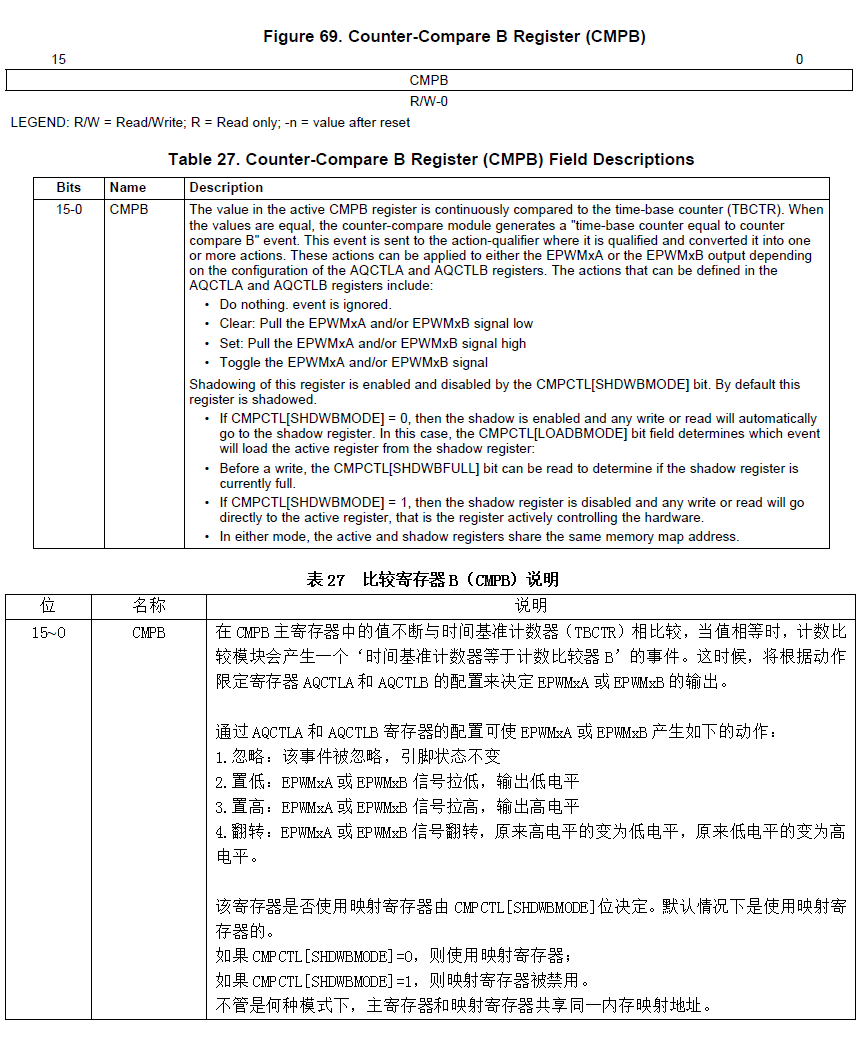 Figure 69. Counter-Compare B Register (CMPB)
15 0
CMPB
R/W-0
LEGEND: R/W = Read/Write; R = Read only; -n = value after reset
Table 27. Counter-Compare B Register (CMPB) Field Descriptions
Bits Name Description
15-0 CMPB The value in the active CMPB register is continuously compared to the time-base counter (TBCTR). When
the values are equal, the counter-compare module generates a "time-base counter equal to counter
compare B" event. This event is sent to the action-qualifier where it is qualified and converted it into one
or more actions. These actions can be applied to either the EPWMxA or the EPWMxB output depending
on the configuration of the AQCTLA and AQCTLB registers. The actions that can be defined in the
AQCTLA and AQCTLB registers include:
• Do nothing. event is ignored.
• Clear: Pull the EPWMxA and/or EPWMxB signal low
• Set: Pull the EPWMxA and/or EPWMxB signal high
• Toggle the EPWMxA and/or EPWMxB signal
Shadowing of this register is enabled and disabled by the CMPCTL[SHDWBMODE] bit. By default this
register is shadowed.
• If CMPCTL[SHDWBMODE] = 0, then the shadow is enabled and any write or read will automatically
go to the shadow register. In this case, the CMPCTL[LOADBMODE] bit field determines which event
will load the active register from the shadow register:
• Before a write, the CMPCTL[SHDWBFULL] bit can be read to determine if the shadow register is
currently full.
• If CMPCTL[SHDWBMODE] = 1, then the shadow register is disabled and any write or read will go
directly to the active register, that is the register actively controlling the hardware.
• In either mode, the active and shadow registers share the same memory map address.
表 27 比较寄存器 B（CMPB）说明
位 名称 说明
15~0 CMPB 在 CMPB 主寄存器中的值不断与时间基准计数器（TBCTR）相比较，当值相等时，计数比
较模块会产生一个‘时间基准计数器等于计数比较器 B’的事件。这时候，将根据动作
限定寄存器 AQCTLA 和 AQCTLB 的配置来决定 EPWMxA 或 EPWMxB 的输出。
通过 AQCTLA 和 AQCTLB 寄存器的配置可使 EPWMxA 或 EPWMxB 产生如下的动作：
1.忽略：该事件被忽略，引脚状态不变
2.置低：EPWMxA 或 EPWMxB 信号拉低，输出低电平
3.置高：EPWMxA 或 EPWMxB 信号拉高，输出高电平
4.翻转：EPWMxA 或 EPWMxB 信号翻转，原来高电平的变为低电平，原来低电平的变为高
电平。
该寄存器是否使用映射寄存器由 CMPCTL[SHDWBMODE]位决定。默认情况下是使用映射寄
存器的。
如果 CMPCTL[SHDWBMODE]=0，则使用映射寄存器；
如果 CMPCTL[SHDWBMODE]=1，则映射寄存器被禁用。
不管是何种模式下，主寄存器和映射寄存器共享同一内存映射地址。